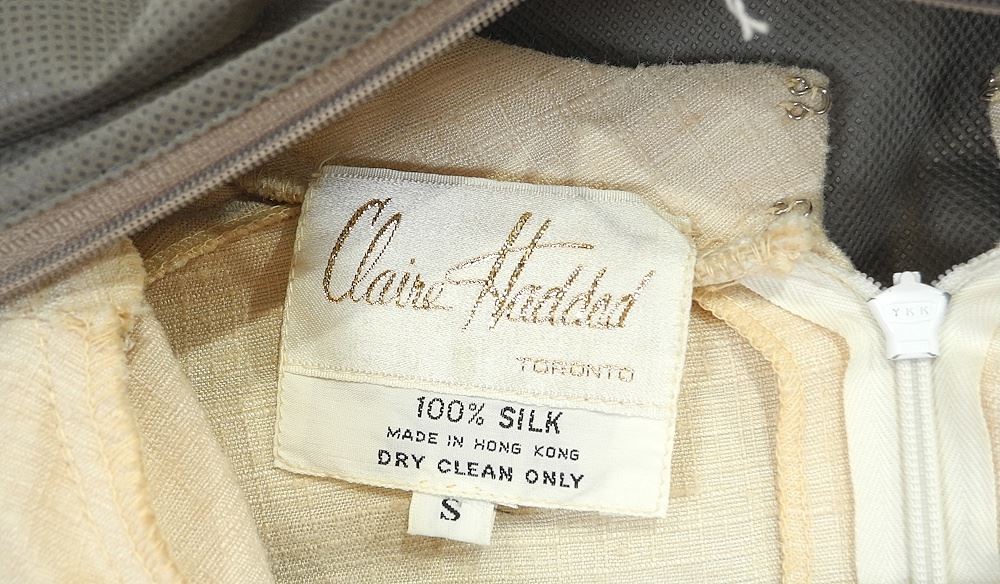 Claire Haddad
TORONTO
100% SILK
MADE IN HONG KONG
DRY CLEAN ONLY
S
YKK